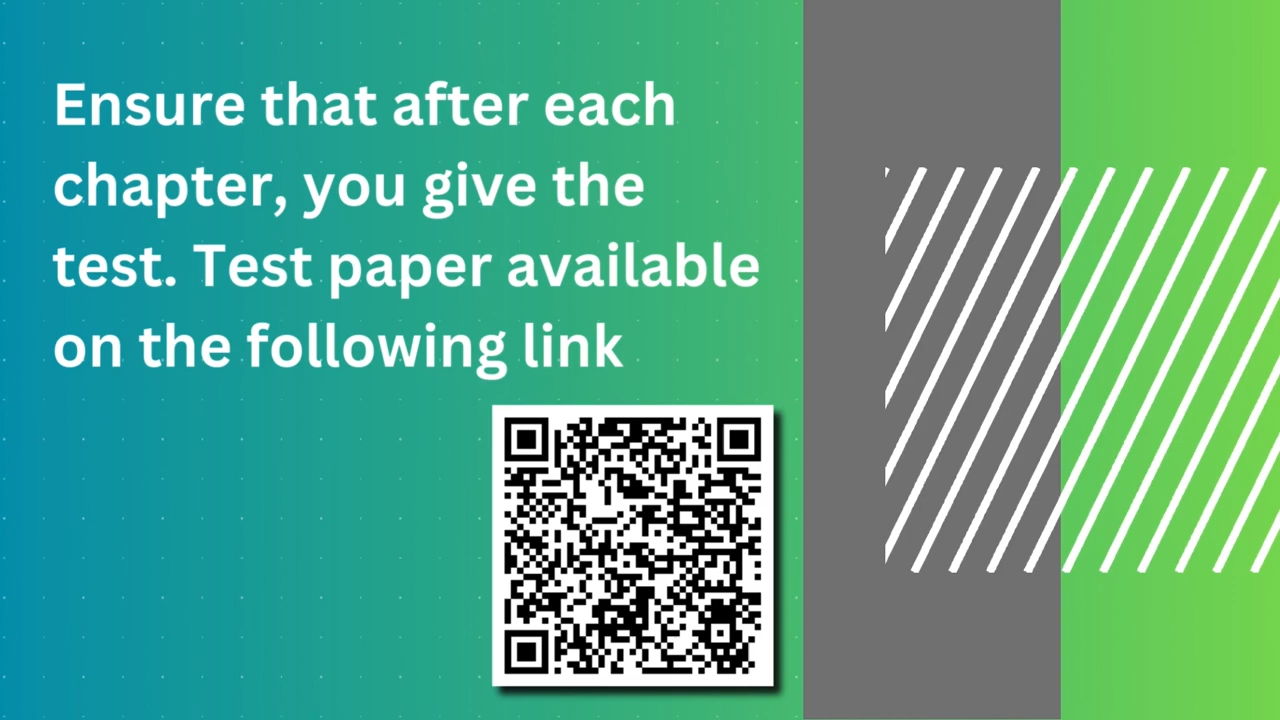 Ensure that after each
chapter, you give the
test. Test paper available
on the following link